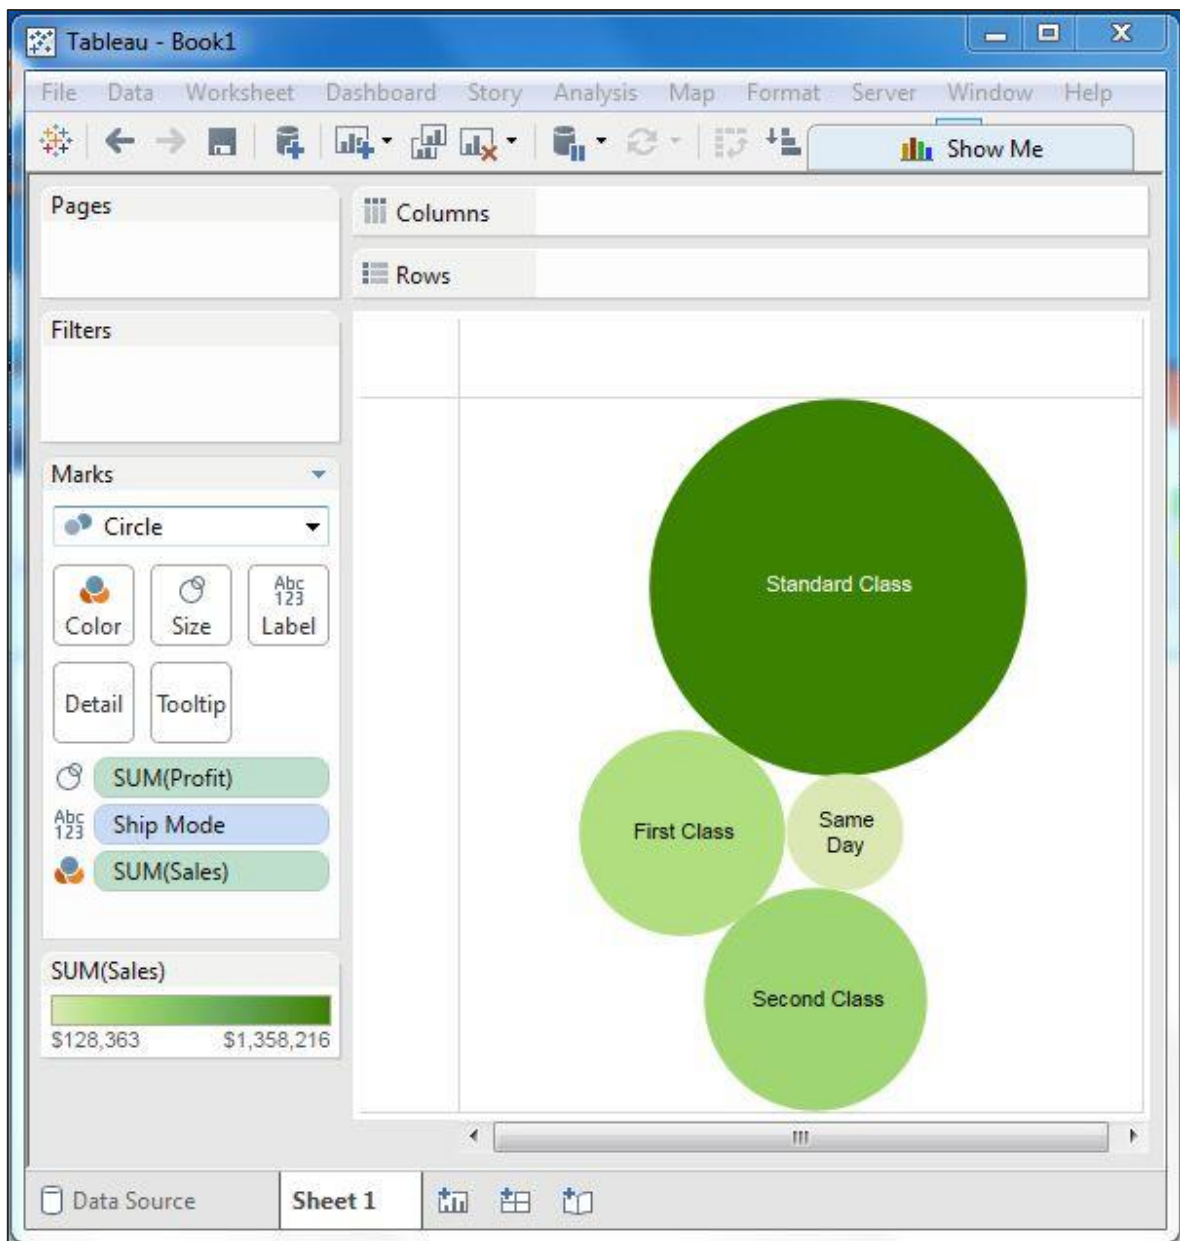 Tableau - Book1
File Data Worksheet Dashboard Story Analysis Map Format Server Window Help
Show Me
Pages
Columns
Rows
Filters
Marks
Circle
Color Size Abc 123 Label
Detail Tooltip
SUM(Profit)
Abc 123 Ship Mode
SUM(Sales)
SUM(Sales)
$128,363 $1,358,216
Standard Class
First Class
Same
Day
Second Class
Data Source Sheet 1